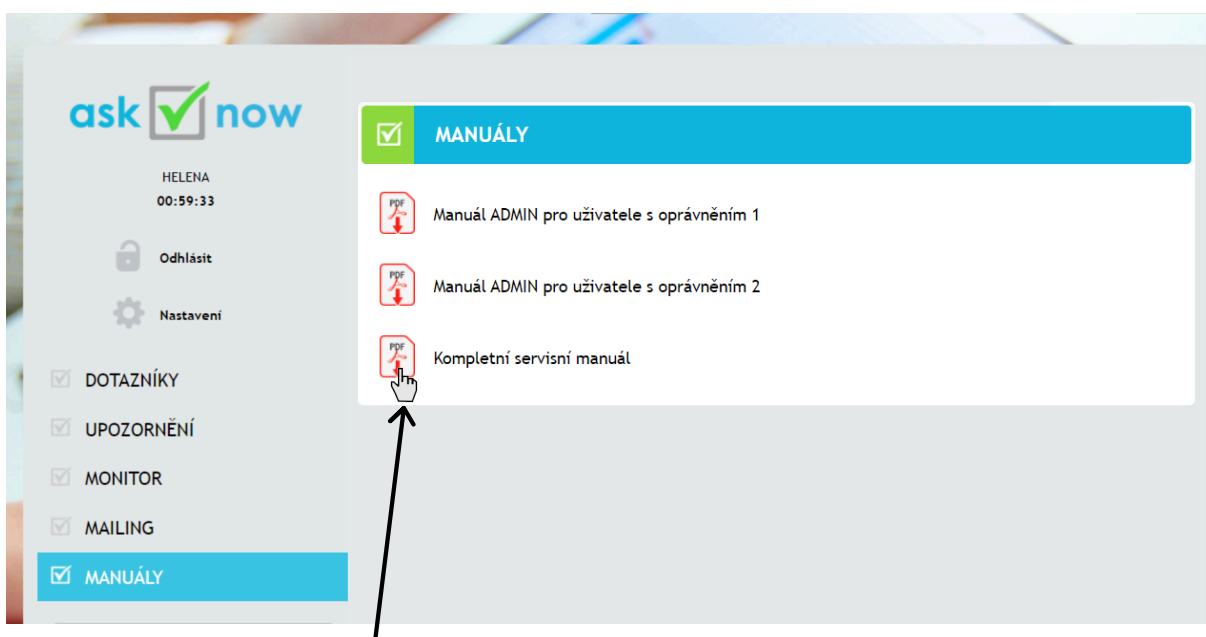 ask now
HELENA
00:59:33
Odhlásit
Nastavení
DOTAZNÍKY
UPOZORNĚNÍ
MONITOR
MAILING
MANUÁLY
MANUÁLY
PDF
Manuál ADMIN pro uživatele s oprávněním 1
PDF
Manuál ADMIN pro uživatele s oprávněním 2
PDF
Kompletní servisní manuál